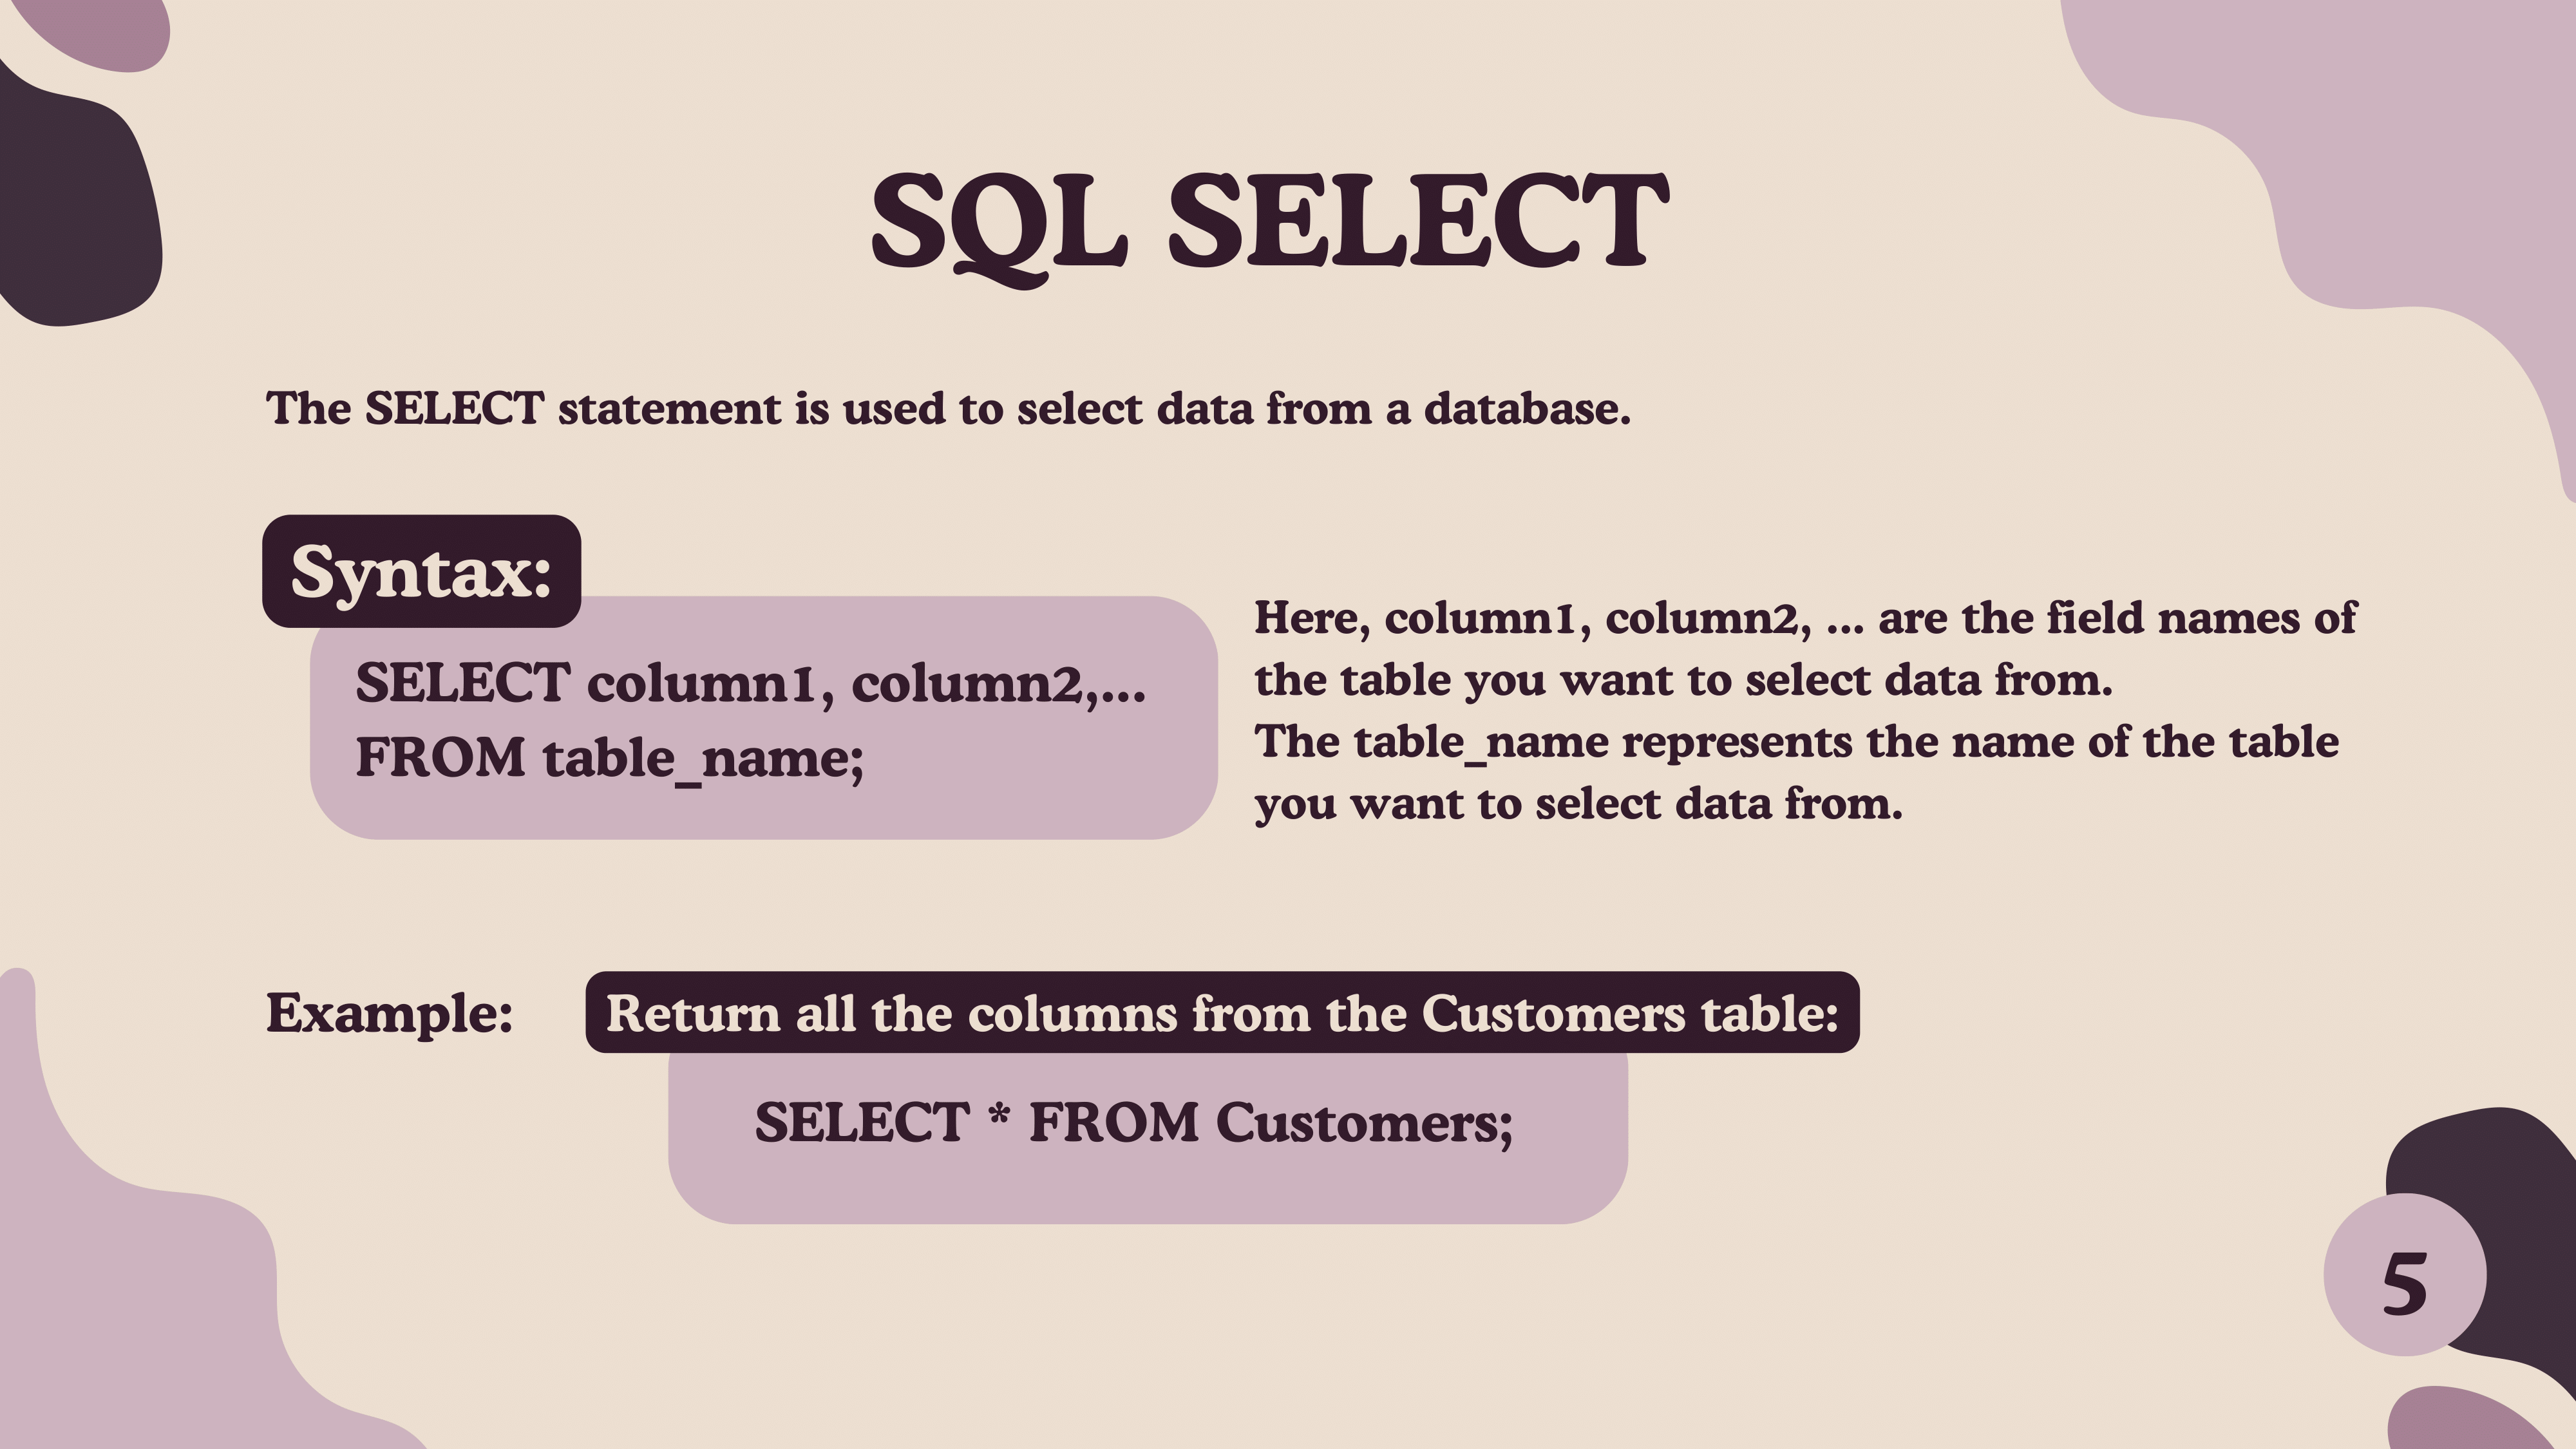 SQL SELECT
The SELECT statement is used to select data from a database.
Syntax:
SELECT column1, column2,...
FROM table_name;
Here, column1, column2, ... are the field names of
the table you want to select data from.
The table_name represents the name of the table
you want to select data from.
Example:
Return all the columns from the Customers table:
SELECT * FROM Customers;
5